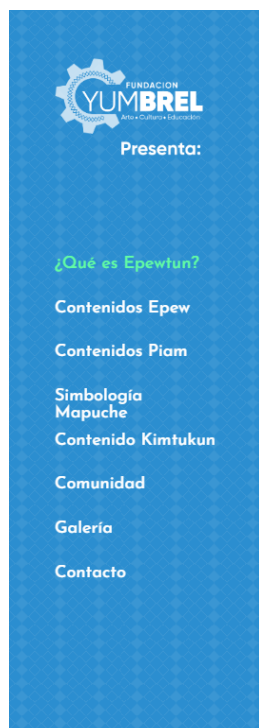 FUNDACION
YUMBREL
Arte • Cultura • Educación
Presenta:
¿Qué es Epewtun?
Contenidos Epew
Contenidos Piam
Simbología
Mapuche
Contenido Kimtukun
Comunidad
Galería
Contacto